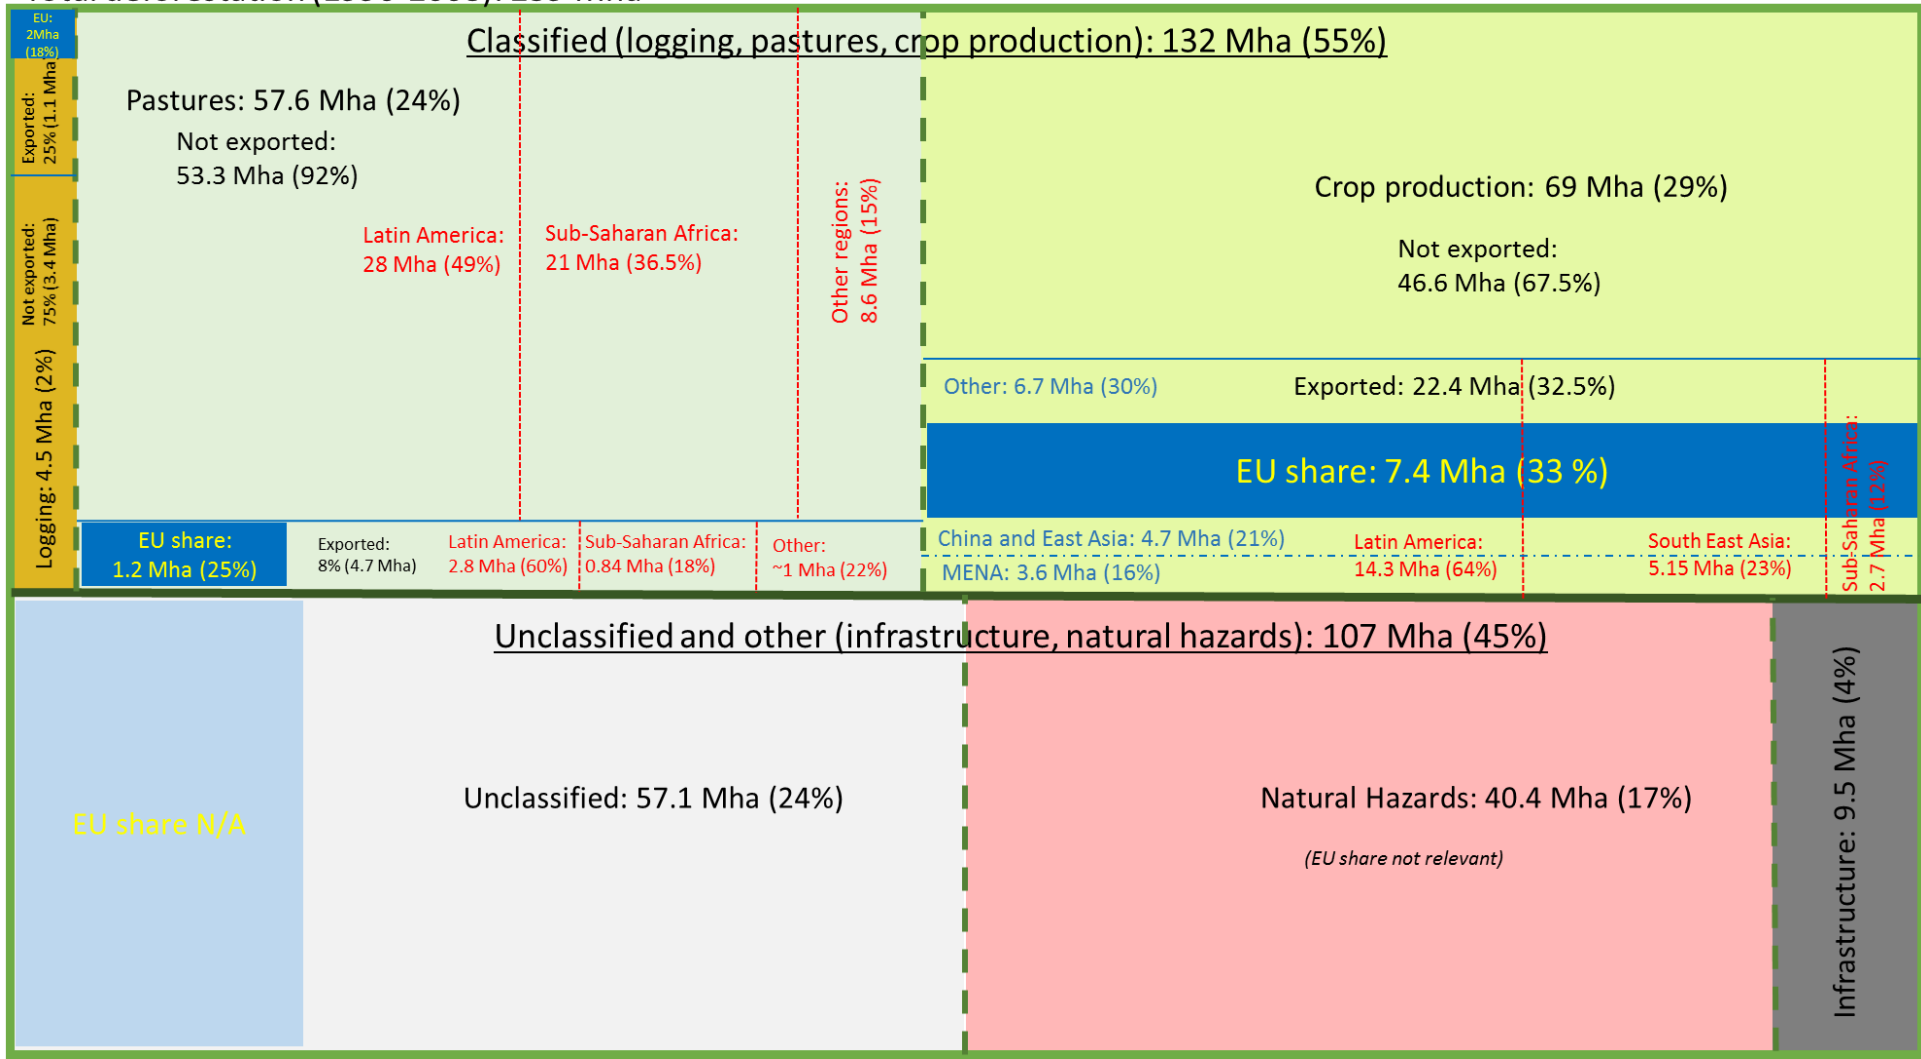 Total deforestation (1990-2008): 239 Mha
EU:
2Mha
(18%)
Classified (logging, pastures, crop production): 132 Mha (55%)
Exported:
25% (1.1 Mha)
Not exported:
75% (3.4 Mha)
Logging: 4.5 Mha (2%)
Pastures: 57.6 Mha (24%)
Not exported:
53.3 Mha (92%)
Latin America:
28 Mha (49%)
Sub-Saharan Africa:
21 Mha (36.5%)
Other regions:
8.6 Mha (15%)
EU share:
1.2 Mha (25%)
Exported:
8% (4.7 Mha)
Latin America:
2.8 Mha (60%)
Sub-Saharan Africa:
0.84 Mha (18%)
Other:
~1 Mha (22%)
Crop production: 69 Mha (29%)
Not exported:
46.6 Mha (67.5%)
Other: 6.7 Mha (30%)
Exported: 22.4 Mha (32.5%)
EU share: 7.4 Mha (33 %)
China and East Asia: 4.7 Mha (21%)
MENA: 3.6 Mha (16%)
Latin America:
14.3 Mha (64%)
South East Asia:
5.15 Mha (23%)
Sub-Saharan Africa:
2.7 Mha (12%)
Unclassified and other (infrastructure, natural hazards): 107 Mha (45%)
EU share N/A
Unclassified: 57.1 Mha (24%)
Natural Hazards: 40.4 Mha (17%)
(EU share not relevant)
Infrastructure: 9.5 Mha (4%)